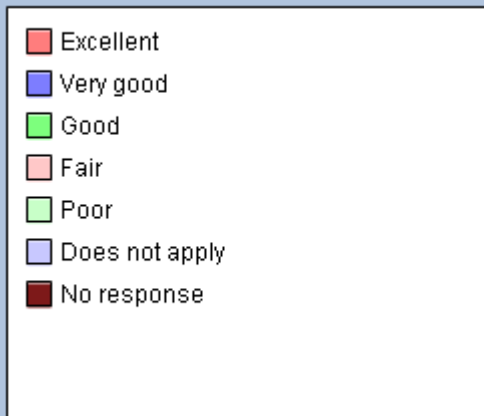 Excellent
Very good
Good
Fair
Poor
Does not apply
No response